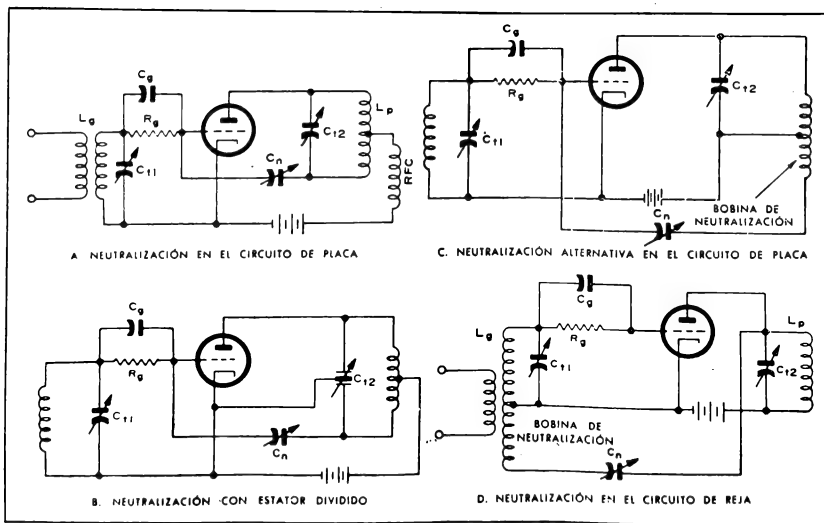 Cg
Lg
Rg
Ct1
Ct2
Lp
RFC
Cn
A NEUTRALIZACIÓN EN EL CIRCUITO DE PLACA
Cg
Rg
Ct1
Ct2
BOBINA DE
NEUTRALIZACIÓN
Cn
C. NEUTRALIZACIÓN ALTERNATIVA EN EL CIRCUITO DE PLACA
Cg
Rg
Ct1
Ct2
Cn
B. NEUTRALIZACIÓN CON ESTATOR DIVIDIDO
Cg
Lg
Rg
Ct1
Lp
Ct2
BOBINA DE
NEUTRALIZACIÓN
Cn
D. NEUTRALIZACIÓN EN EL CIRCUITO DE REJA